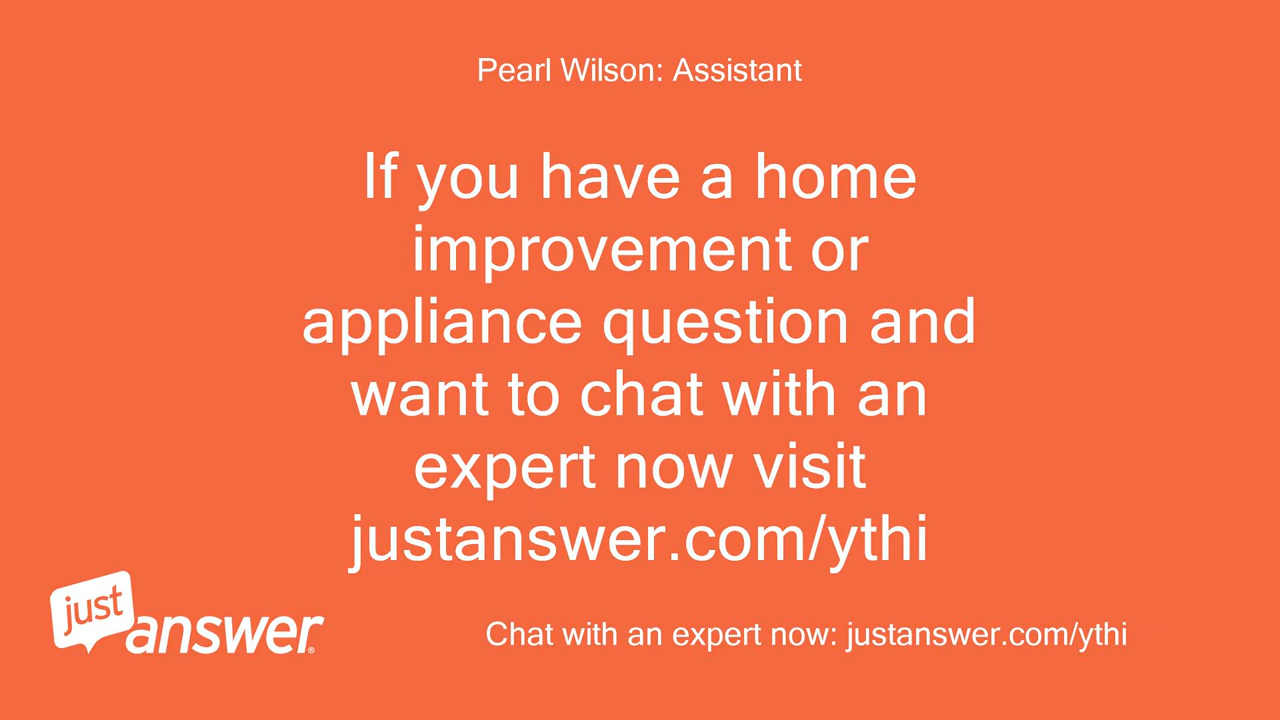 Pearl Wilson: Assistant
If you have a home
improvement or
appliance question and
want to chat with an
expert now visit
justanswer.com/ythi
just
answer®
Chat with an expert now: justanswer.com/ythi